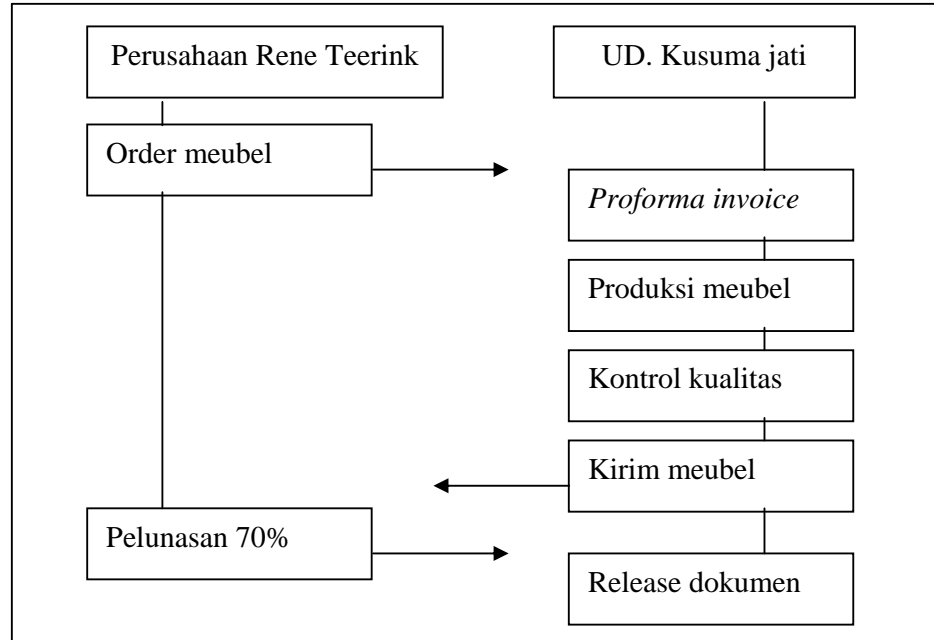 Perusahaan Rene Teerink
UD. Kusuma jati
Order meubel
Proforma invoice
Produksi meubel
Kontrol kualitas
Kirim meubel
Pelunasan 70%
Release dokumen